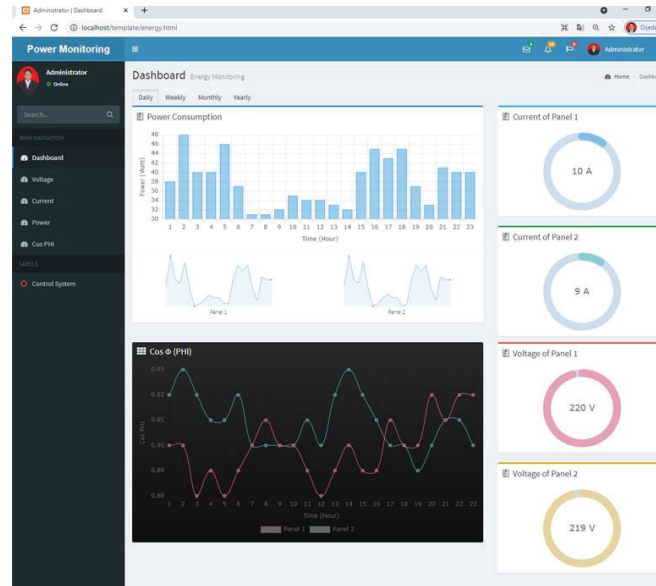 Administrator | Dashboard
localhost/template/energy.html
Power Monitoring
Administrator
Administrator
Online
Search...
MAIN NAVIGATION
Dashboard
Voltage
Current
Power
Cos PHI
LABELS
Control System
Dashboard Energy Monitoring
Home
Daily Weekly Monthly Yearly
Power Consumption
Power (Watt)
48
46
44
42
40
38
36
34
32
30
1 2 3 4 5 6 7 8 9 10 11 12 13 14 15 16 17 18 19 20 21 22 23
Time (Hour)
Panel 1
Panel 2
Cos Φ (PHI)
Cos PHI
0.93
0.92
0.91
0.90
0.89
0.88
1 2 3 4 5 6 7 8 9 10 11 12 13 14 15 16 17 18 19 20 21 22 23
Time (Hour)
Panel 1 Panel 2
Current of Panel 1
10 A
Current of Panel 2
9 A
Voltage of Panel 1
220 V
Voltage of Panel 2
219 V